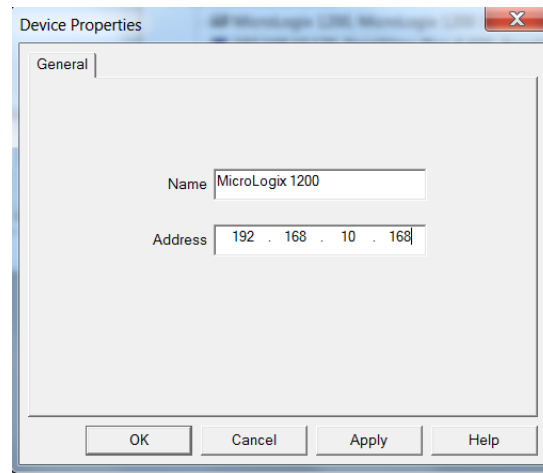 Device Properties
General
Name MicroLogix 1200
Address 192 . 168 . 10 . 168
OK Cancel Apply Help